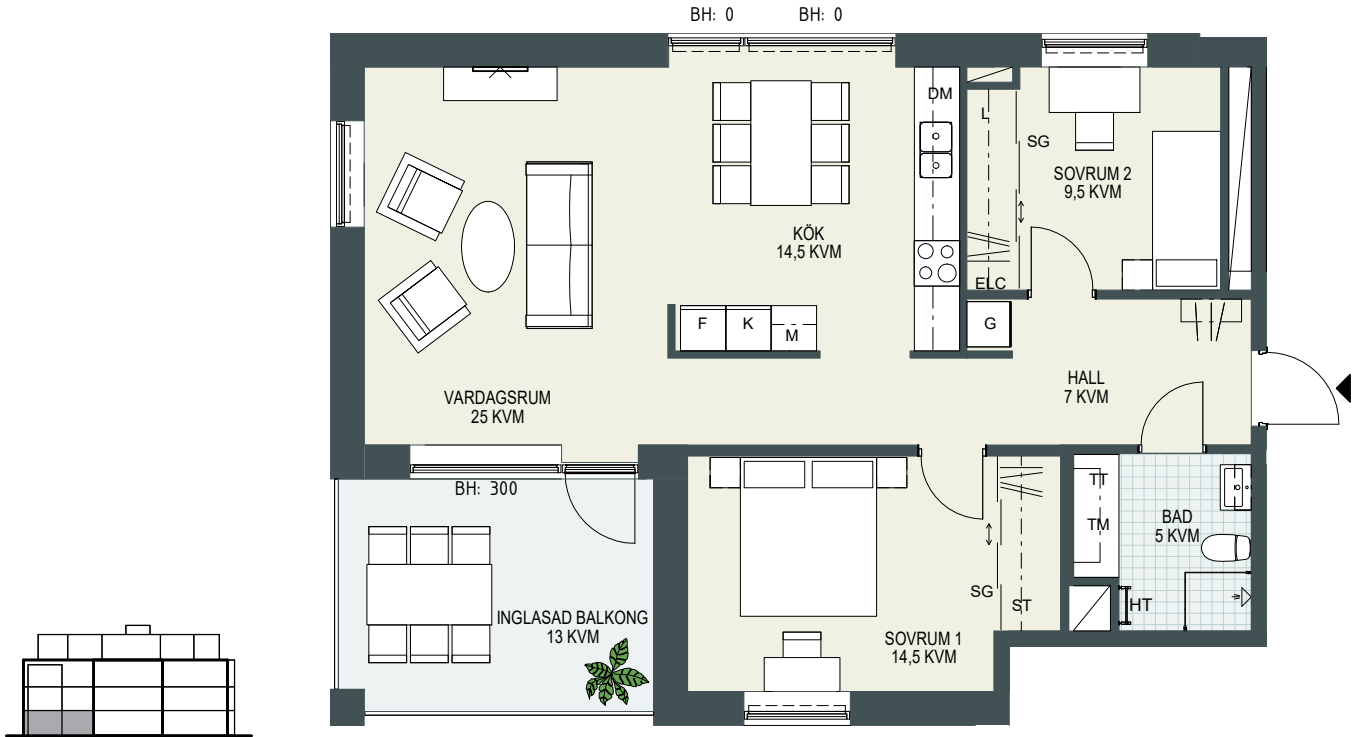 BH: 0 BH: 0
DM
L
SG
SOVRUM 2
9,5 KVM
KÖK
14,5 KVM
ELC
F K M
G
HALL
7 KVM
VARDAGSRUM
25 KVM
BH: 300
TT
TM
BAD
5 KVM
SG ST
HT
INGLASAD BALKONG
13 KVM
SOVRUM 1
14,5 KVM